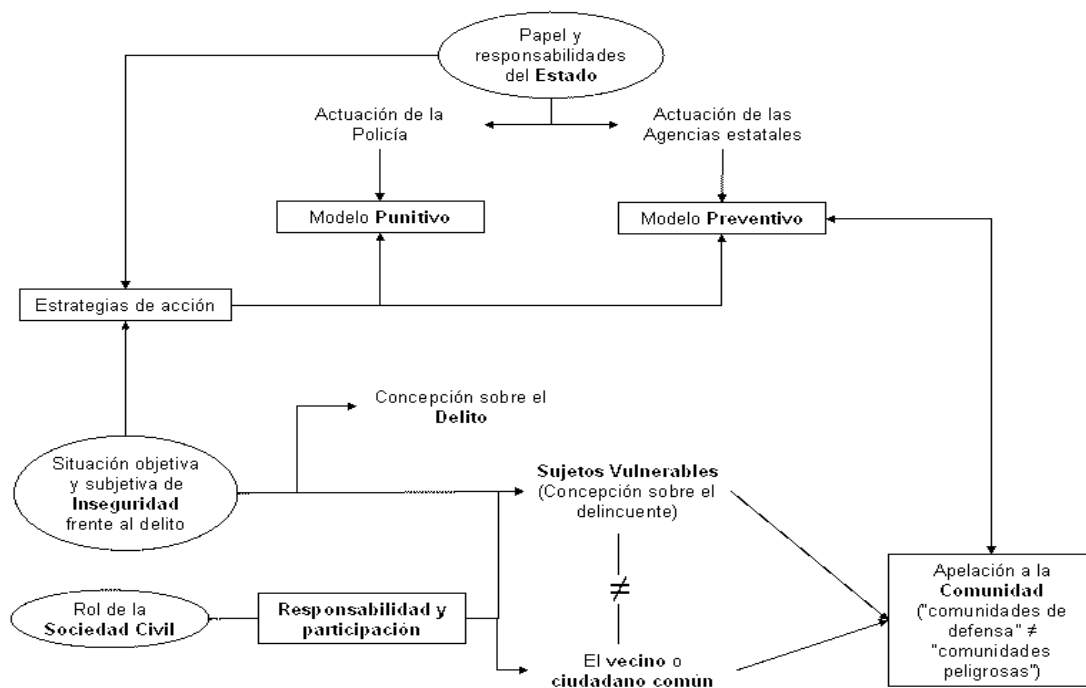 Papel y
responsabilidades
del Estado
Actuación de la
Policía
Actuación de las
Agencias estatales
Modelo Punitivo
Modelo Preventivo
Estrategias de acción
Concepción sobre el
Delito
Situación objetiva
y subjetiva de
Inseguridad
frente al delito
Sujetos Vulnerables
(Concepción sobre el
delincuente)
≠
Rol de la
Sociedad Civil
Responsabilidad y
participación
El vecino o
ciudadano común
Apelación a la
Comunidad
("comunidades de
defensa" ≠
"comunidades
peligrosas")